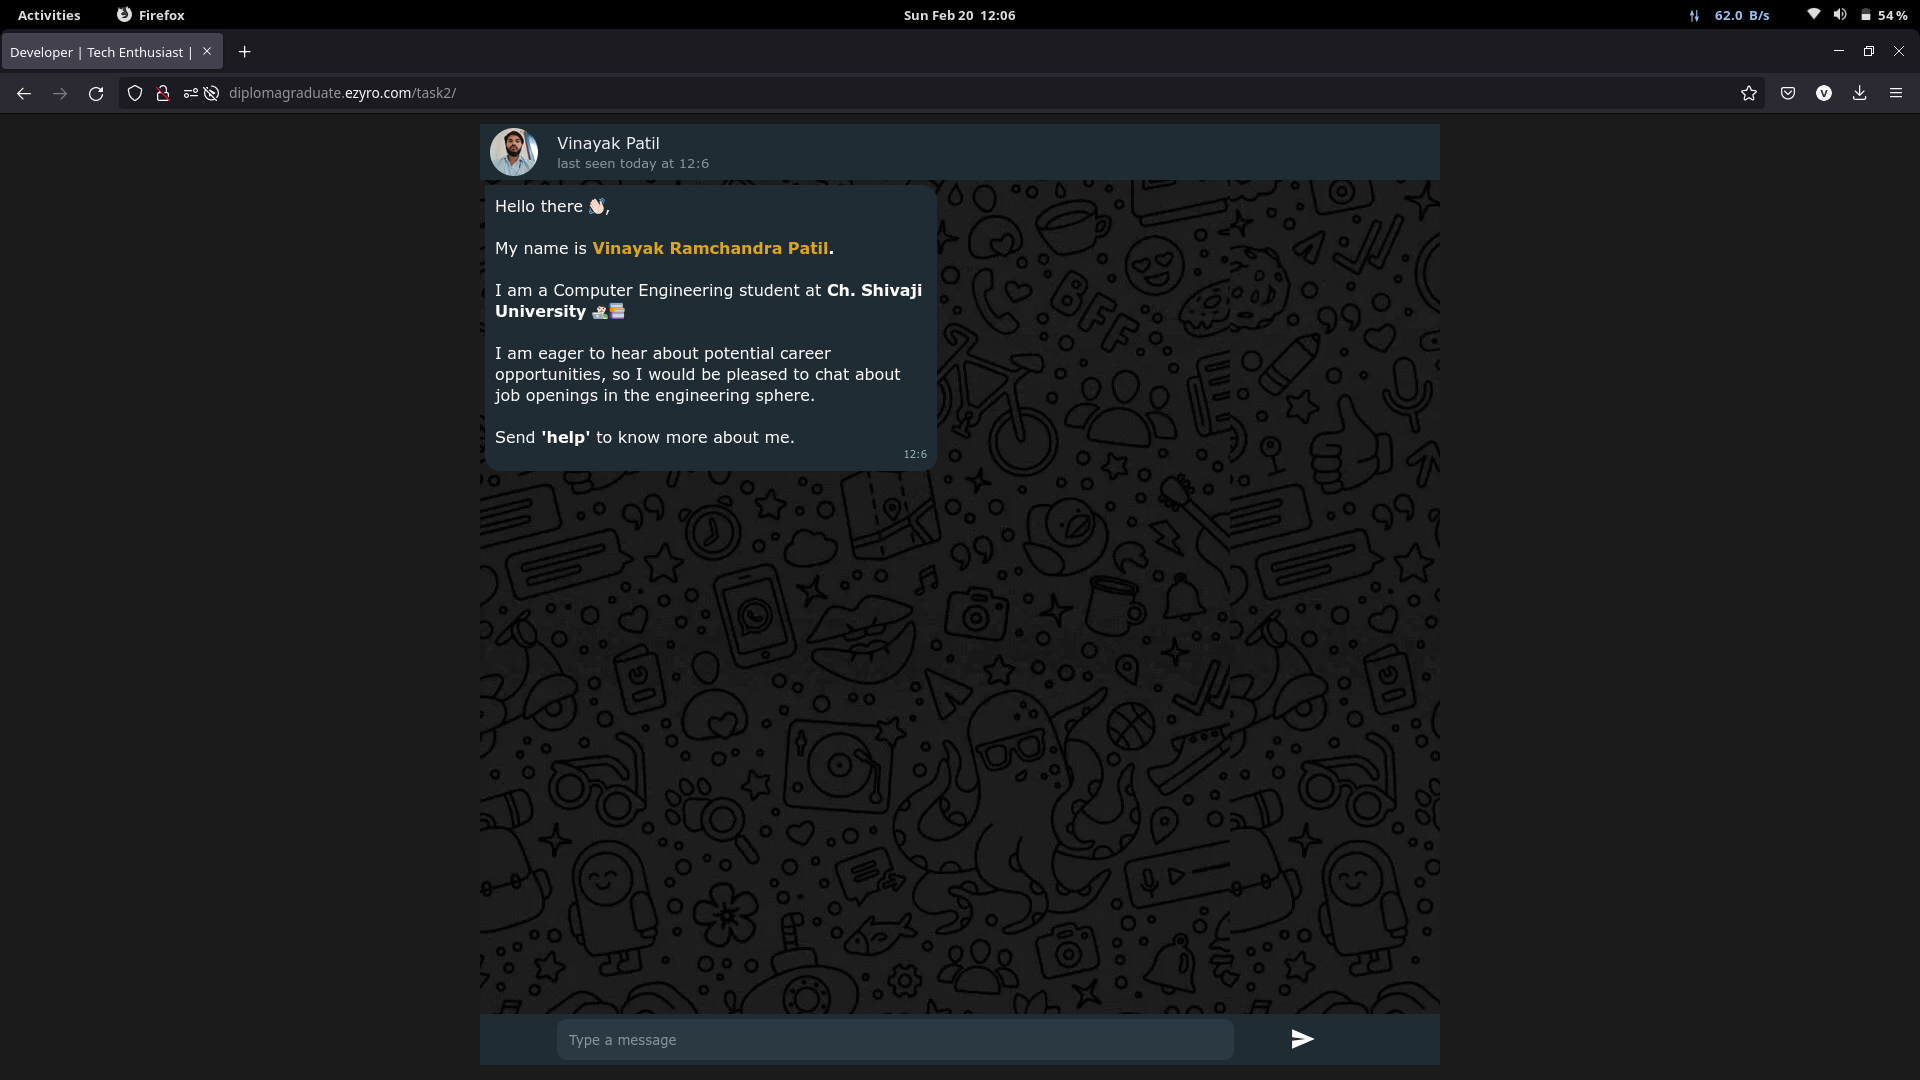 Activities Firefox Sun Feb 20 12:06 62.0 B/s 54 %
Developer | Tech Enthusiast |
diplomagraduate.ezyro.com/task2/
V
Vinayak Patil
last seen today at 12:6
Hello there 👋🏻,
My name is Vinayak Ramchandra Patil.
I am a Computer Engineering student at Ch. Shivaji
University 👨🏻‍💻📚
I am eager to hear about potential career
opportunities, so I would be pleased to chat about
job openings in the engineering sphere.
Send 'help' to know more about me.
12:6
BFF
Type a message